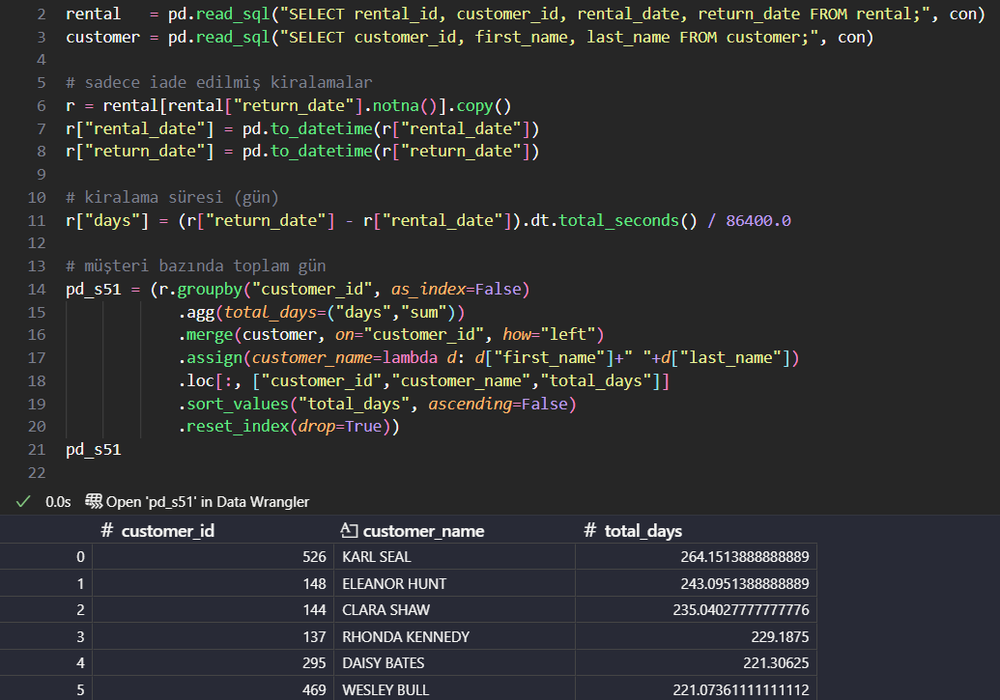 2 rental   = pd.read_sql("SELECT rental_id, customer_id, rental_date, return_date FROM rental;", con)
3 customer = pd.read_sql("SELECT customer_id, first_name, last_name FROM customer;", con)
4
5 # sadece iade edilmiş kiralamalar
6 r = rental[rental["return_date"].notna()].copy()
7 r["rental_date"] = pd.to_datetime(r["rental_date"])
8 r["return_date"] = pd.to_datetime(r["return_date"])
9
10 # kiralama süresi (gün)
11 r["days"] = (r["return_date"] - r["rental_date"]).dt.total_seconds() / 86400.0
12
13 # müşteri bazında toplam gün
14 pd_s51 = (r.groupby("customer_id", as_index=False)
15             .agg(total_days=("days","sum"))
16             .merge(customer, on="customer_id", how="left")
17             .assign(customer_name=lambda d: d["first_name"]+" "+d["last_name"])
18             .loc[:, ["customer_id","customer_name","total_days"]]
19             .sort_values("total_days", ascending=False)
20             .reset_index(drop=True))
21 pd_s51
22
0.0s Open 'pd_s51' in Data Wrangler
# customer_id A customer_name # total_days
0 526 KARL SEAL 264.1513888888889
1 148 ELEANOR HUNT 243.0951388888889
2 144 CLARA SHAW 235.04027777777776
3 137 RHONDA KENNEDY 229.1875
4 295 DAISY BATES 221.30625
5 469 WESLEY BULL 221.07361111111112